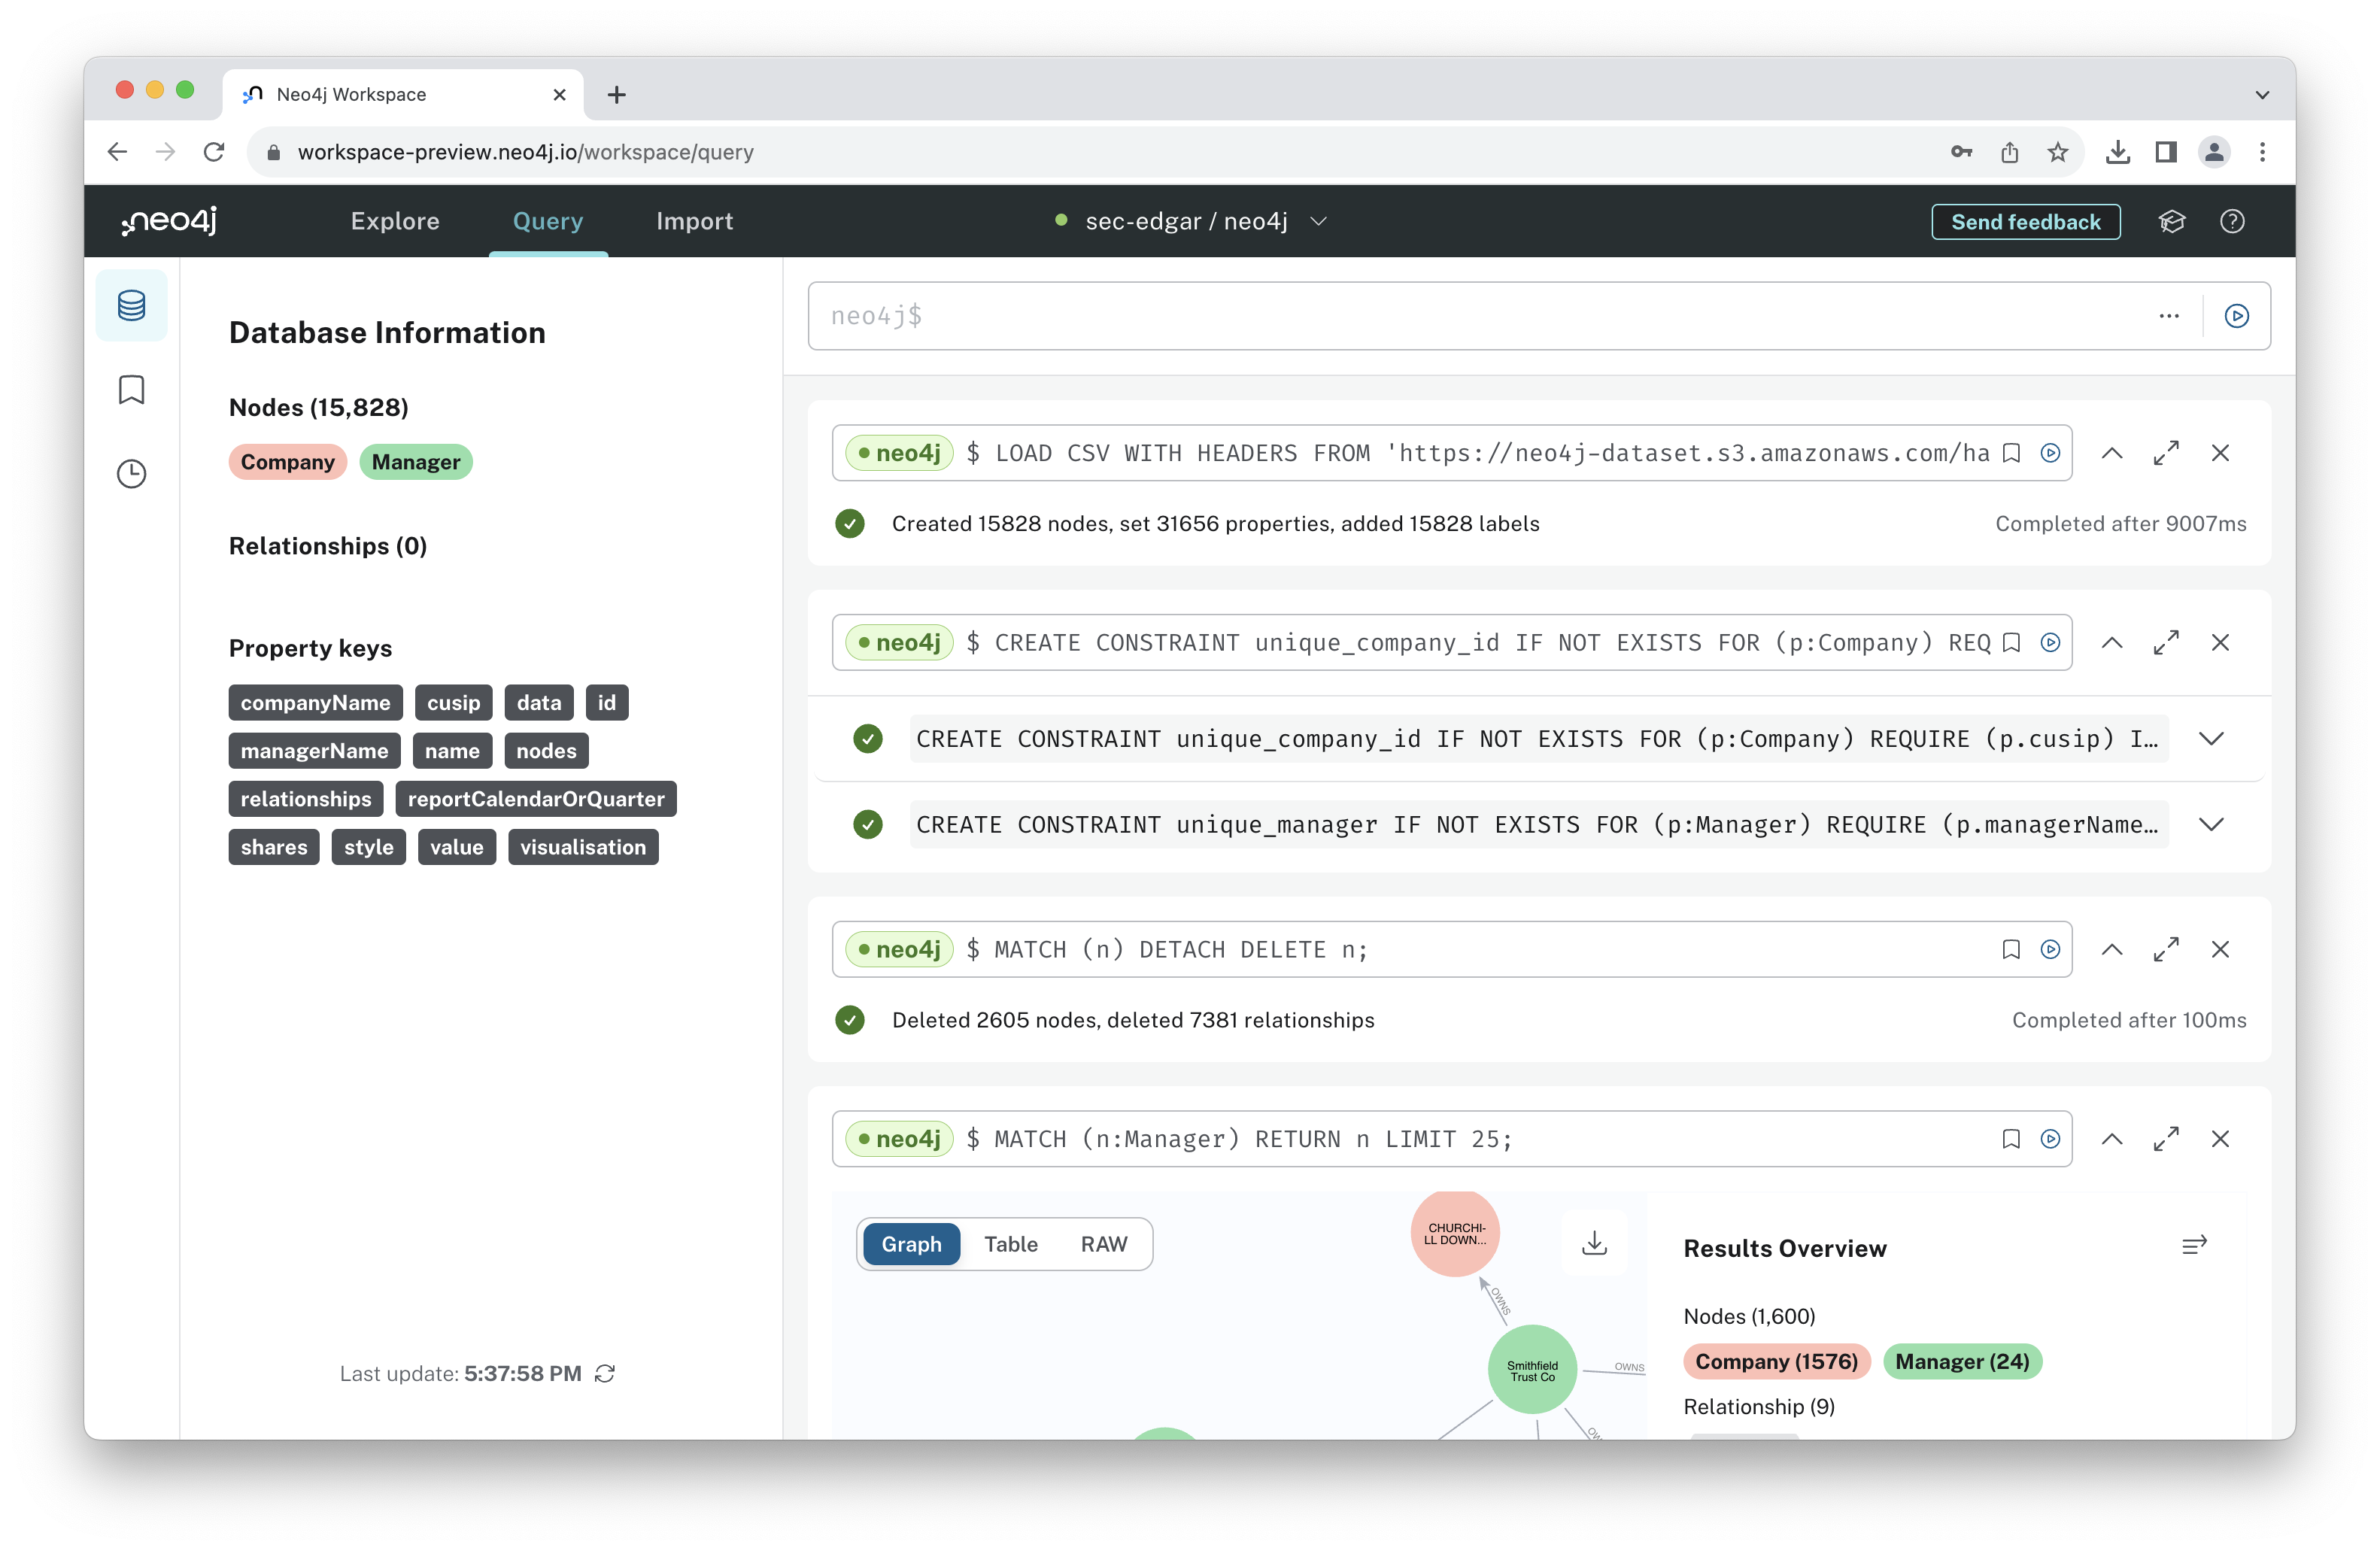 Neo4j Workspace
workspace-preview.neo4j.io/workspace/query
neo4j
Explore
Query
Import
sec-edgar / neo4j
Send feedback
Database Information
Nodes (15,828)
Company Manager
Relationships (0)
Property keys
companyName cusip data id
managerName name nodes
relationships reportCalendarOrQuarter
shares style value visualisation
Last update: 5:37:58 PM
neo4j$
neo4j $ LOAD CSV WITH HEADERS FROM 'https://neo4j-dataset.s3.amazonaws.com/ha
Created 15828 nodes, set 31656 properties, added 15828 labels
Completed after 9007ms
neo4j $ CREATE CONSTRAINT unique_company_id IF NOT EXISTS FOR (p:Company) REQ
CREATE CONSTRAINT unique_company_id IF NOT EXISTS FOR (p:Company) REQUIRE (p.cusip) I…
CREATE CONSTRAINT unique_manager IF NOT EXISTS FOR (p:Manager) REQUIRE (p.managerName…
neo4j $ MATCH (n) DETACH DELETE n;
Deleted 2605 nodes, deleted 7381 relationships
Completed after 100ms
neo4j $ MATCH (n:Manager) RETURN n LIMIT 25;
Graph Table RAW
CHURCHI-
LL DOWN...
OWNS
Smithfield
Trust Co
OWNS
Results Overview
Nodes (1,600)
Company (1576) Manager (24)
Relationship (9)